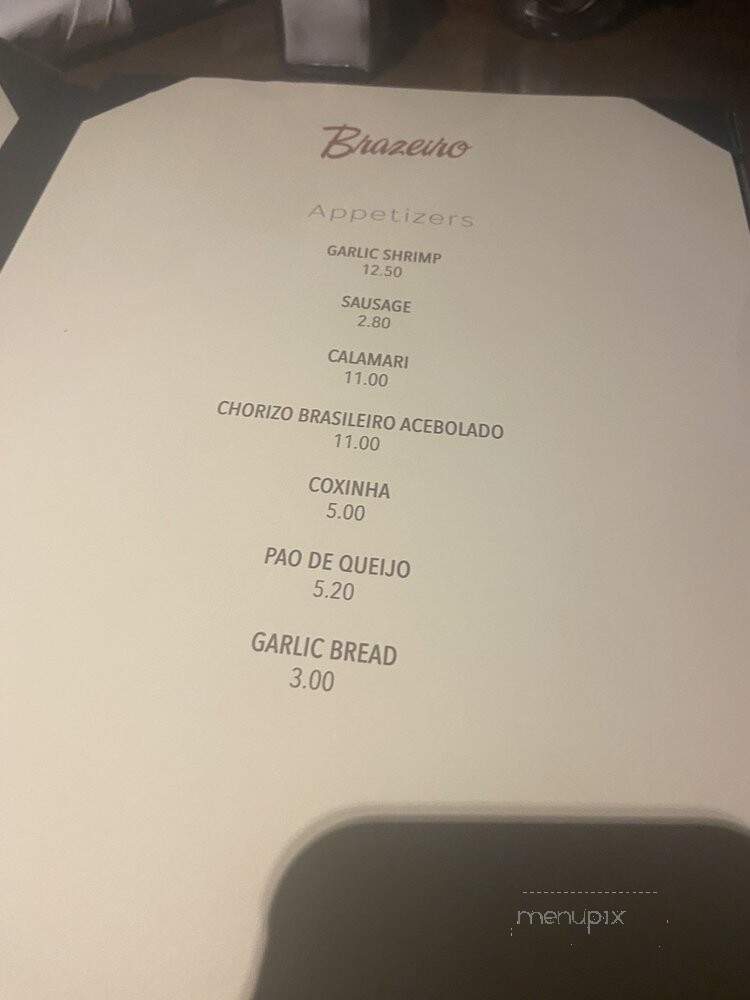 Brazeiro
Appetizers
GARLIC SHRIMP
12.50
SAUSAGE
2.80
CALAMARI
11.00
CHORIZO BRASILEIRO ACEBOLADO
11.00
COXINHA
5.00
PAO DE QUEIJO
5.20
GARLIC BREAD
3.00
menupix